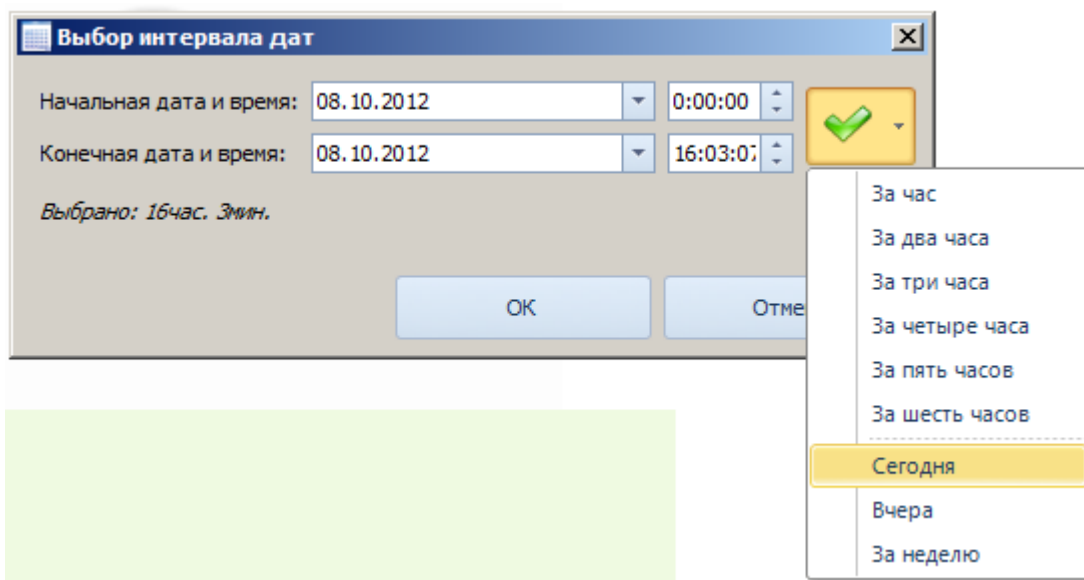 Выбор интервала дат
Начальная дата и время: 08.10.2012 0:00:00
Конечная дата и время: 08.10.2012 16:03:07
Выбрано: 16час. 3мин.
OK
Отме
За час
За два часа
За три часа
За четыре часа
За пять часов
За шесть часов
Сегодня
Вчера
За неделю